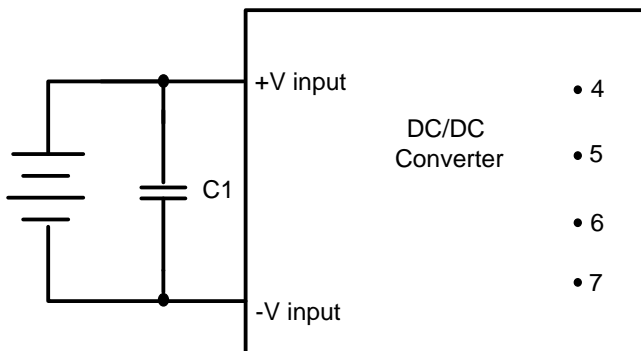 +V input
4
DC/DC
Converter
5
C1
6
7
-V input